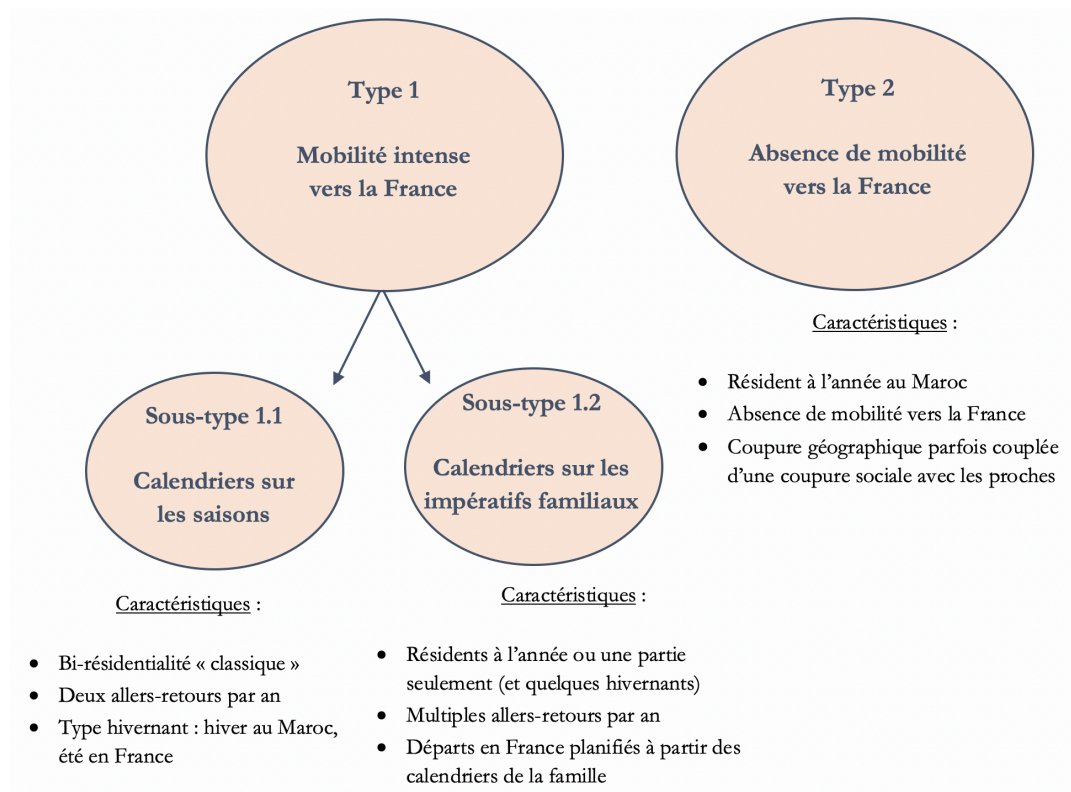 Type 1
Mobilité intense
vers la France
Type 2
Absence de mobilité
vers la France
Caractéristiques :
• Résident à l’année au Maroc
• Absence de mobilité vers la France
• Coupure géographique parfois couplée
d’une coupure sociale avec les proches
Sous-type 1.1
Calendriers sur
les saisons
Sous-type 1.2
Calendriers sur les
impératifs familiaux
Caractéristiques :
• Bi-résidentialité « classique »
• Deux allers-retours par an
• Type hivernant : hiver au Maroc,
été en France
Caractéristiques :
• Résidents à l’année ou une partie
seulement (et quelques hivernants)
• Multiples allers-retours par an
• Départs en France planifiés à partir des
calendriers de la famille